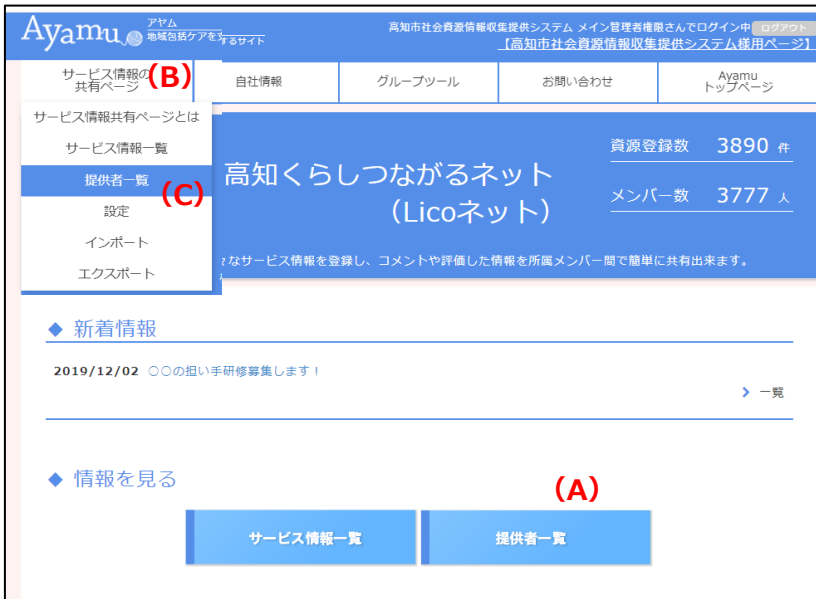 Ayamu アヤム
地域包括ケアを するサイト
高知市社会資源情報収集提供システム メイン管理者権限さんでログイン中 ログアウト
【高知市社会資源情報収集提供システム様用ページ】
サービス情報の
共有ページ
(B)
自社情報
グループツール
お問い合わせ
Ayamu
トップページ
サービス情報共有ページとは
サービス情報一覧
提供者一覧
(C)
設定
インポート
エクスポート
高知くらしつながるネット
（Licoネット）
資源登録数 3890 件
メンバー数 3777 人
なサービス情報を登録し、コメントや評価した情報を所属メンバー間で簡単に共有出来ます。
◆ 新着情報
2019/12/02 〇〇の担い手研修募集します！
> 一覧
◆ 情報を見る
(A)
サービス情報一覧
提供者一覧